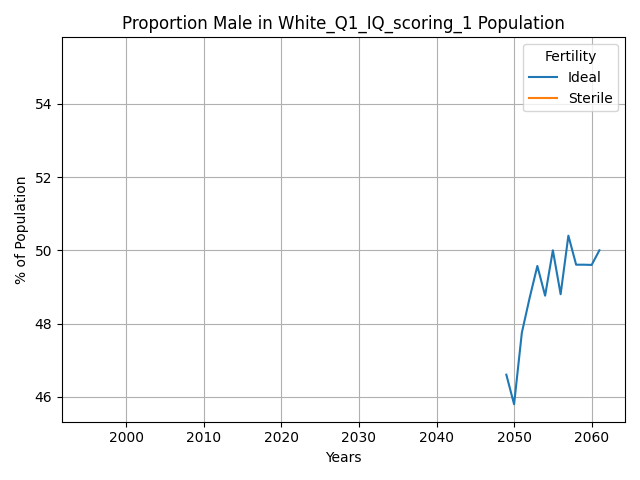 Proportion Male in White_Q1_IQ_scoring_1 Population
Fertility
Ideal
Sterile
% of Population
54
52
50
48
46
2000 2010 2020 2030 2040 2050 2060
Years